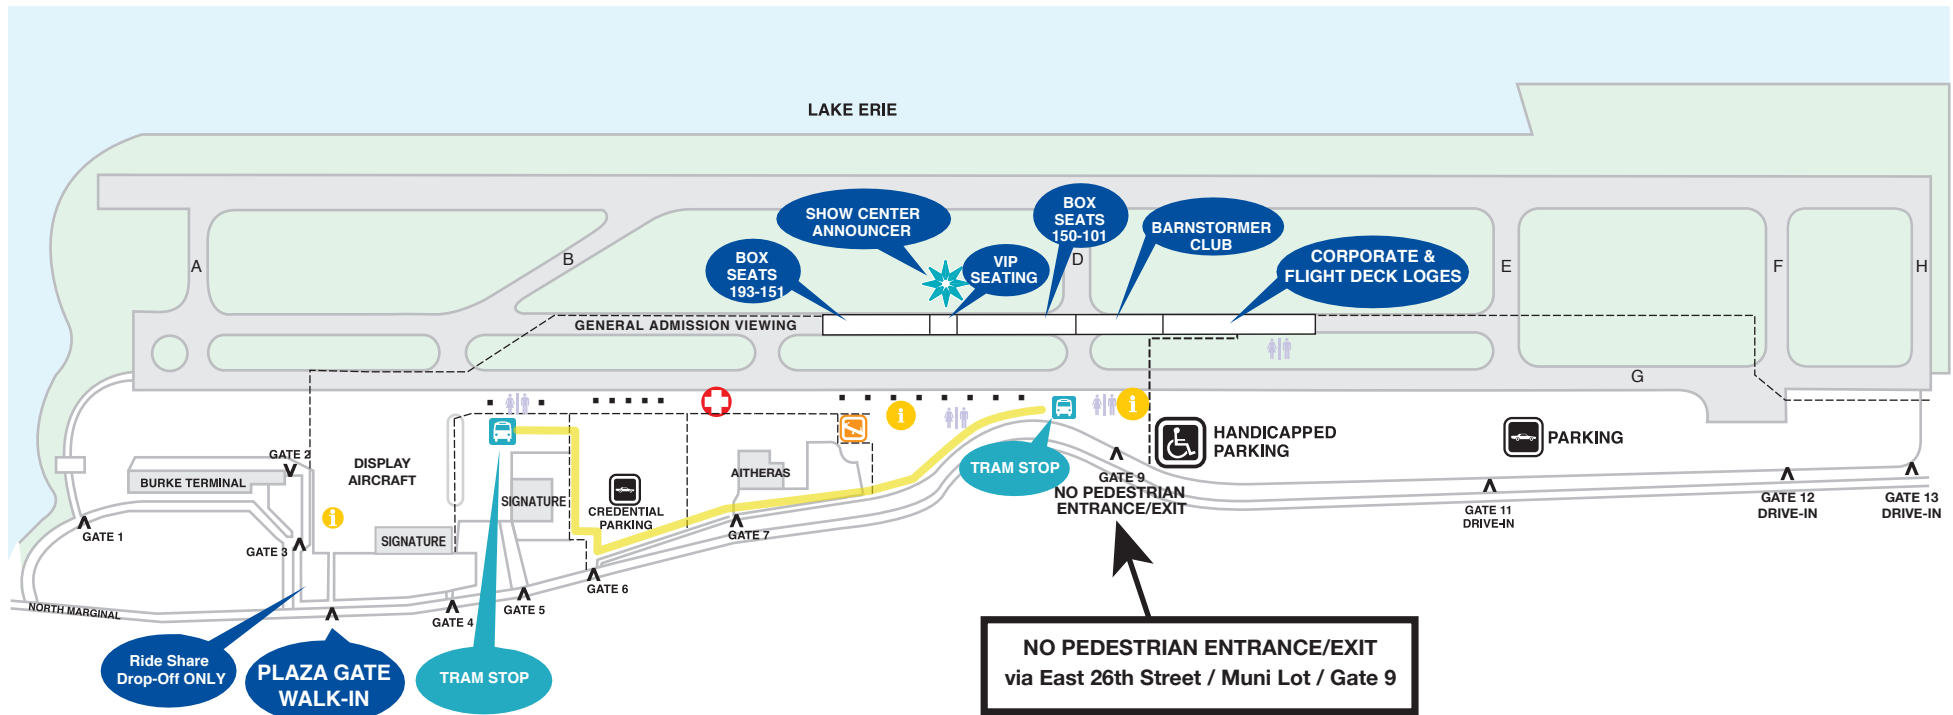 LAKE ERIE
SHOW CENTER
ANNOUNCER
BOX
SEATS
150-101
BARNSTORMER
CLUB
BOX
SEATS
193-151
VIP
SEATING
CORPORATE &
FLIGHT DECK LOGES
A
B
D
E
F
H
GENERAL ADMISSION VIEWING
G
i
i
HANDICAPPED
PARKING
PARKING
GATE 2
DISPLAY
AIRCRAFT
BURKE TERMINAL
AITHERAS
TRAM STOP
GATE 9
NO PEDESTRIAN
ENTRANCE/EXIT
SIGNATURE
CREDENTIAL
PARKING
GATE 11
DRIVE-IN
GATE 12
DRIVE-IN
GATE 13
DRIVE-IN
i
GATE 1
GATE 3
SIGNATURE
GATE 7
GATE 6
GATE 5
GATE 4
NORTH MARGINAL
Ride Share
Drop-Off ONLY
PLAZA GATE
WALK-IN
TRAM STOP
NO PEDESTRIAN ENTRANCE/EXIT
via East 26th Street / Muni Lot / Gate 9